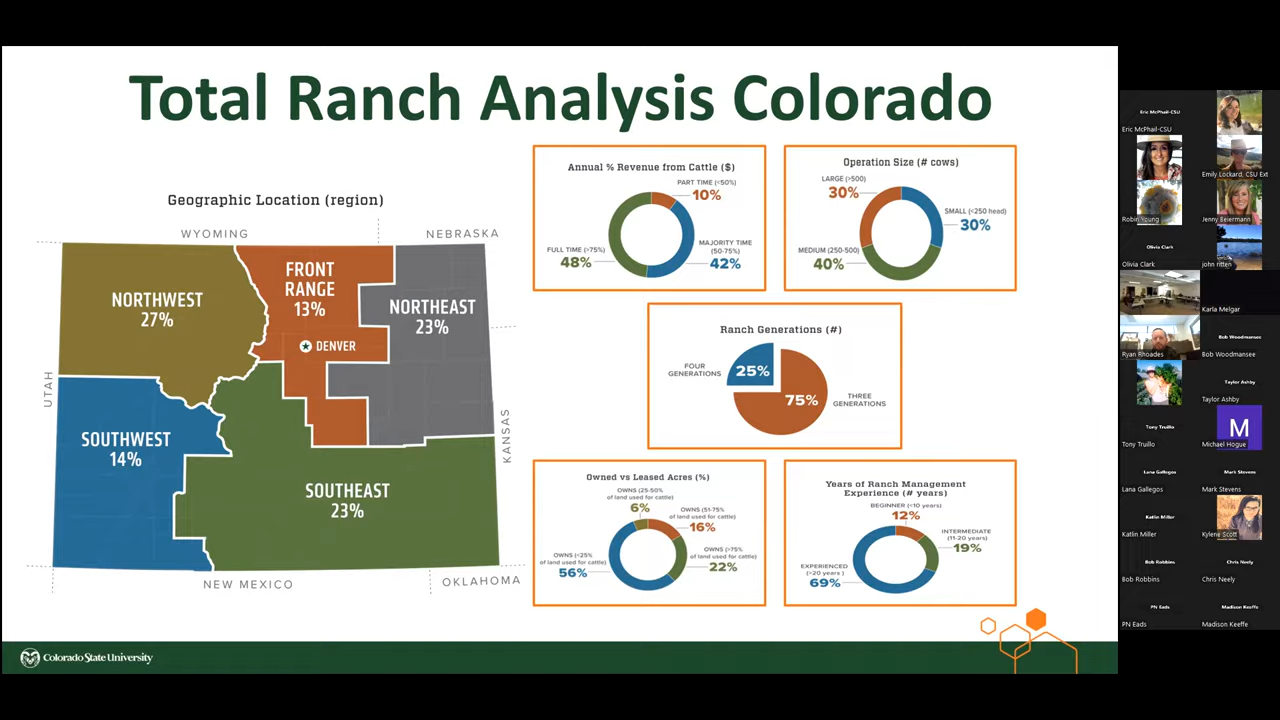 Total Ranch Analysis Colorado
Geographic Location (region)
WYOMING
NEBRASKA
UTAH
KANSAS
NEW MEXICO
OKLAHOMA
NORTHWEST
27%
FRONT
RANGE
13%
NORTHEAST
23%
DENVER
SOUTHWEST
14%
SOUTHEAST
23%
Annual % Revenue from Cattle ($)
PART TIME (<50%)
10%
MAJORITY TIME
(50-75%)
42%
FULL TIME (>75%)
48%
Operation Size (# cows)
LARGE (>500)
30%
SMALL (<250 head)
30%
MEDIUM (250-500)
40%
Ranch Generations (#)
FOUR
GENERATIONS
25%
75%
THREE
GENERATIONS
Owned vs Leased Acres (%)
OWNS (25-50%
of land used for cattle)
6%
OWNS (51-75%
of land used for cattle)
16%
OWNS (>75%
of land used for cattle)
22%
OWNS (<25%
of land used for cattle)
56%
Years of Ranch Management
Experience (# years)
BEGINNER (<10 years)
12%
INTERMEDIATE
(11-20 years)
19%
EXPERIENCED
(>20 years )
69%
Colorado State University
Eric McPhail-CSU
Eric McPhail-CSU
Emily Lockard, CSU Ext
Robin Young
Jenny Beiermann
Olivia Clark
Olivia Clark
john ritten
Karla Melgar
Ryan Rhoades
Bob Woodmansee
Bob Woodmansee
Taylor Ashby
Taylor Ashby
Tony Truillo
Tony Truillo
M
Michael Hogue
Lana Gallegos
Lana Gallegos
Mark Stevens
Mark Stevens
Katlin Miller
Katlin Miller
Kylene Scott
Bob Robbins
Bob Robbins
Chris Neely
Chris Neely
PN Eads
PN Eads
Madison Keeffe
Madison Keeffe